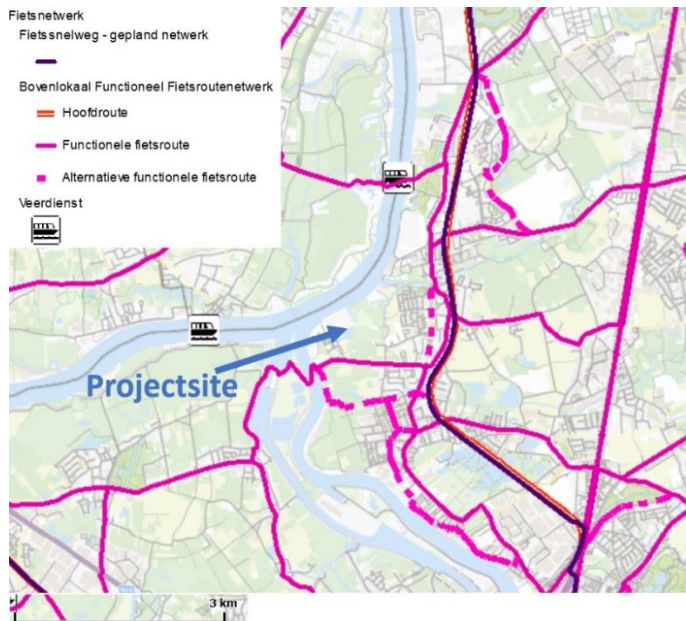 Fietsnetwerk
Fietssnelweg - gepland netwerk
Bovenlokaal Functioneel Fietsroutenetwerk
Hoofdroute
Functionele fietsroute
Alternatieve functionele fietsroute
Veerdienst
Projectsite
3 km